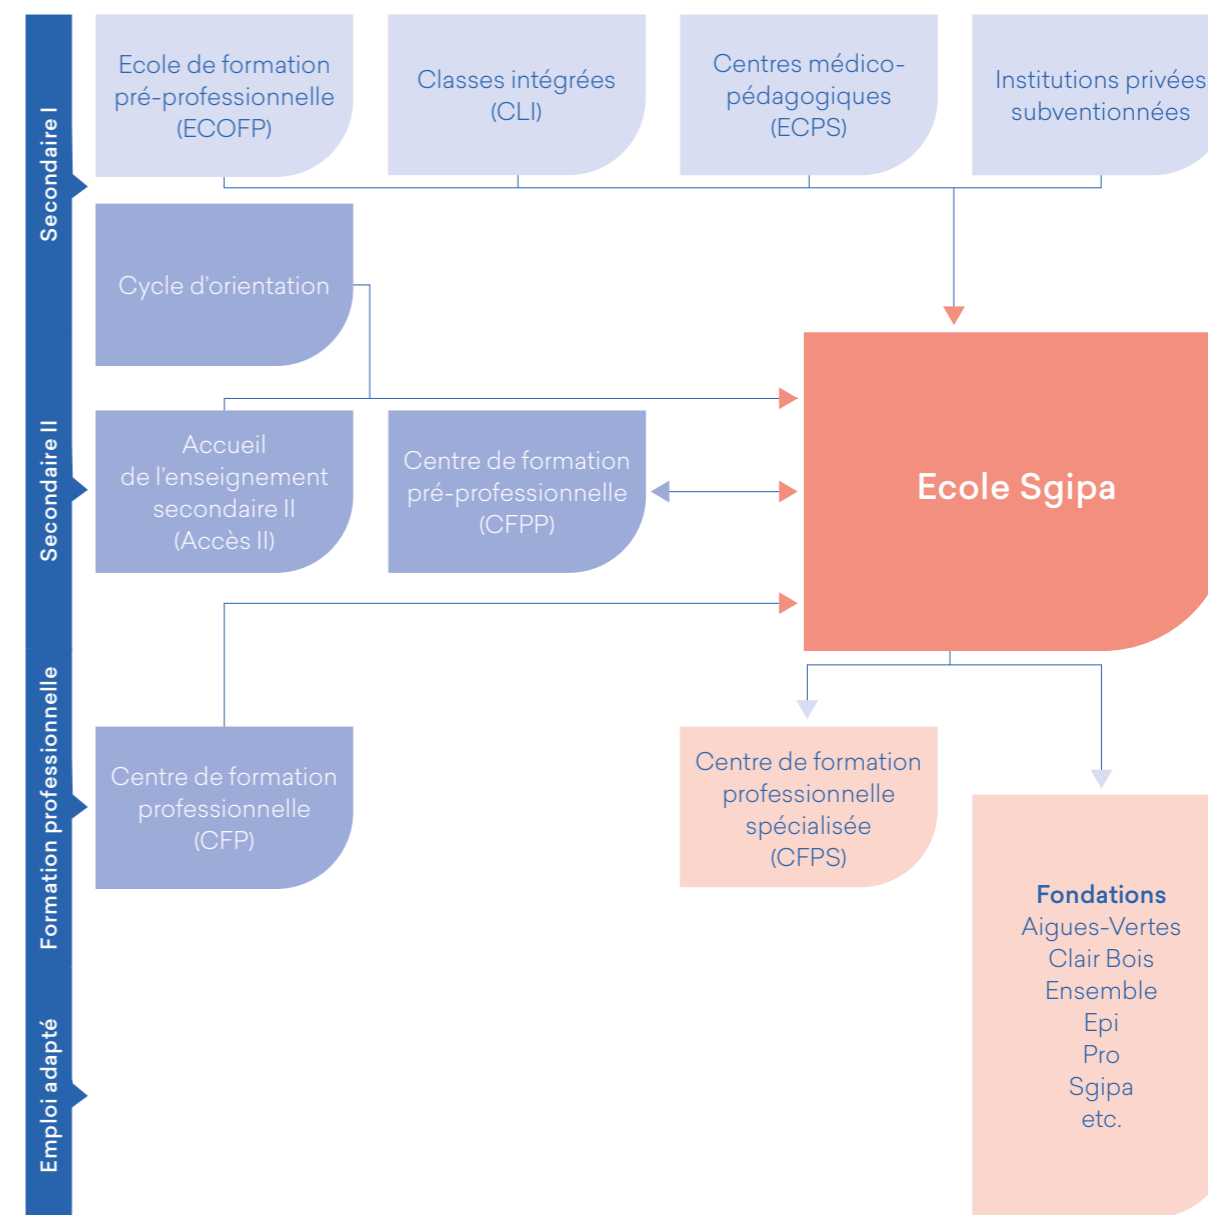 Secondaire I
Ecole de formation
pré-professionnelle
(ECOFP)
Classes intégrées
(CLI)
Centres médico-
pédagogiques
(ECPS)
Institutions privées
subventionnées
Cycle d’orientation
Secondaire II
Accueil
de l’enseignement
secondaire II
(Accès II)
Centre de formation
pré-professionnelle
(CFPP)
Ecole Sgipa
Formation professionnelle
Centre de formation
professionnelle
(CFP)
Centre de formation
professionnelle
spécialisée
(CFPS)
Fondations
Aigues-Vertes
Clair Bois
Ensemble
Epi
Pro
Sgipa
etc.
Emploi adapté